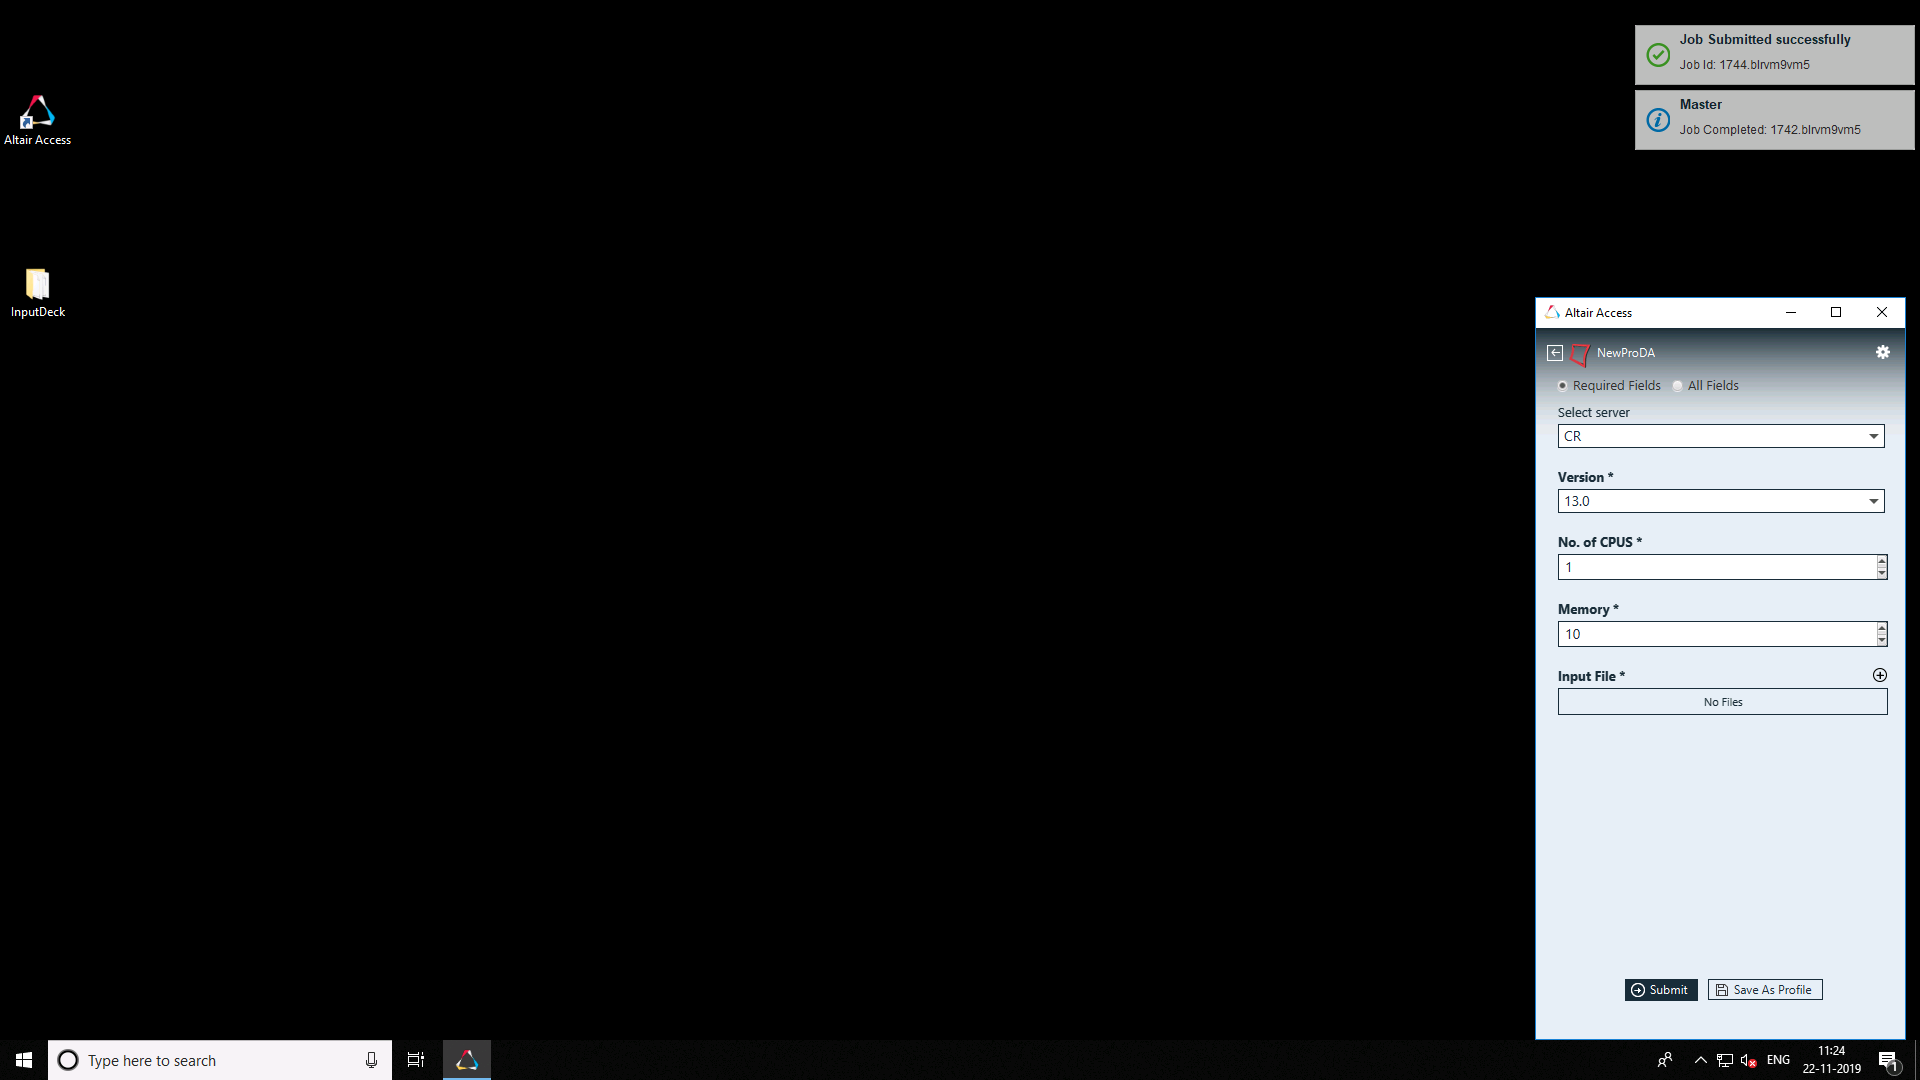 Job Submitted successfully
Job Id: 1744.blrvm9vm5
Master
Job Completed: 1742.blrvm9vm5
Altair Access
InputDeck
Altair Access
NewProDA
Required Fields All Fields
Select server
CR
Version *
13.0
No. of CPUS *
1
Memory *
10
Input File *
No Files
Submit Save As Profile
Type here to search
ENG
11:24
22-11-2019
1